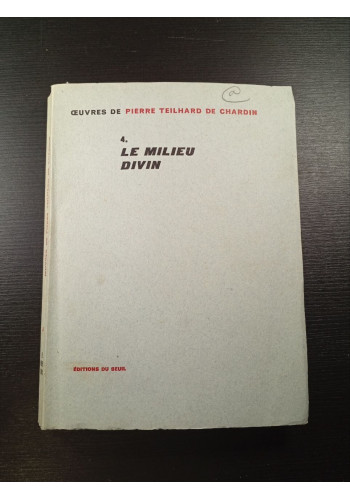 ŒUVRES DE PIERRE TEILHARD DE CHARDIN
4.
LE MILIEU
DIVIN
ÉDITIONS DU SEUIL